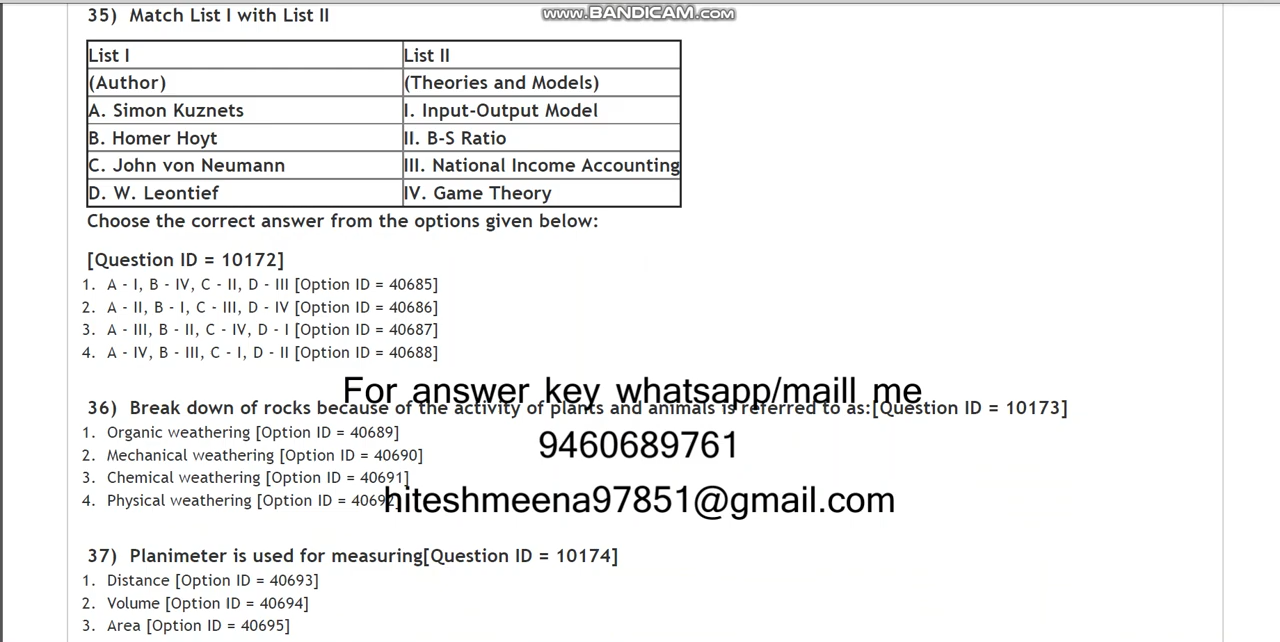 www.BANDICAM.com
35) Match List I with List II
List I List II
(Author) (Theories and Models)
A. Simon Kuznets I. Input-Output Model
B. Homer Hoyt II. B-S Ratio
C. John von Neumann III. National Income Accounting
D. W. Leontief IV. Game Theory
Choose the correct answer from the options given below:
[Question ID = 10172]
1. A - I, B - IV, C - II, D - III [Option ID = 40685]
2. A - II, B - I, C - III, D - IV [Option ID = 40686]
3. A - III, B - II, C - IV, D - I [Option ID = 40687]
4. A - IV, B - III, C - I, D - II [Option ID = 40688]
For answer key whatsapp/maill me
36) Break down of rocks because of the activity of plants and animals is referred to as:[Question ID = 10173]
1. Organic weathering [Option ID = 40689]
9460689761
2. Mechanical weathering [Option ID = 40690]
3. Chemical weathering [Option ID = 40691]
4. Physical weathering [Option ID = 40692]
hiteshmeena97851@gmail.com
37) Planimeter is used for measuring[Question ID = 10174]
1. Distance [Option ID = 40693]
2. Volume [Option ID = 40694]
3. Area [Option ID = 40695]